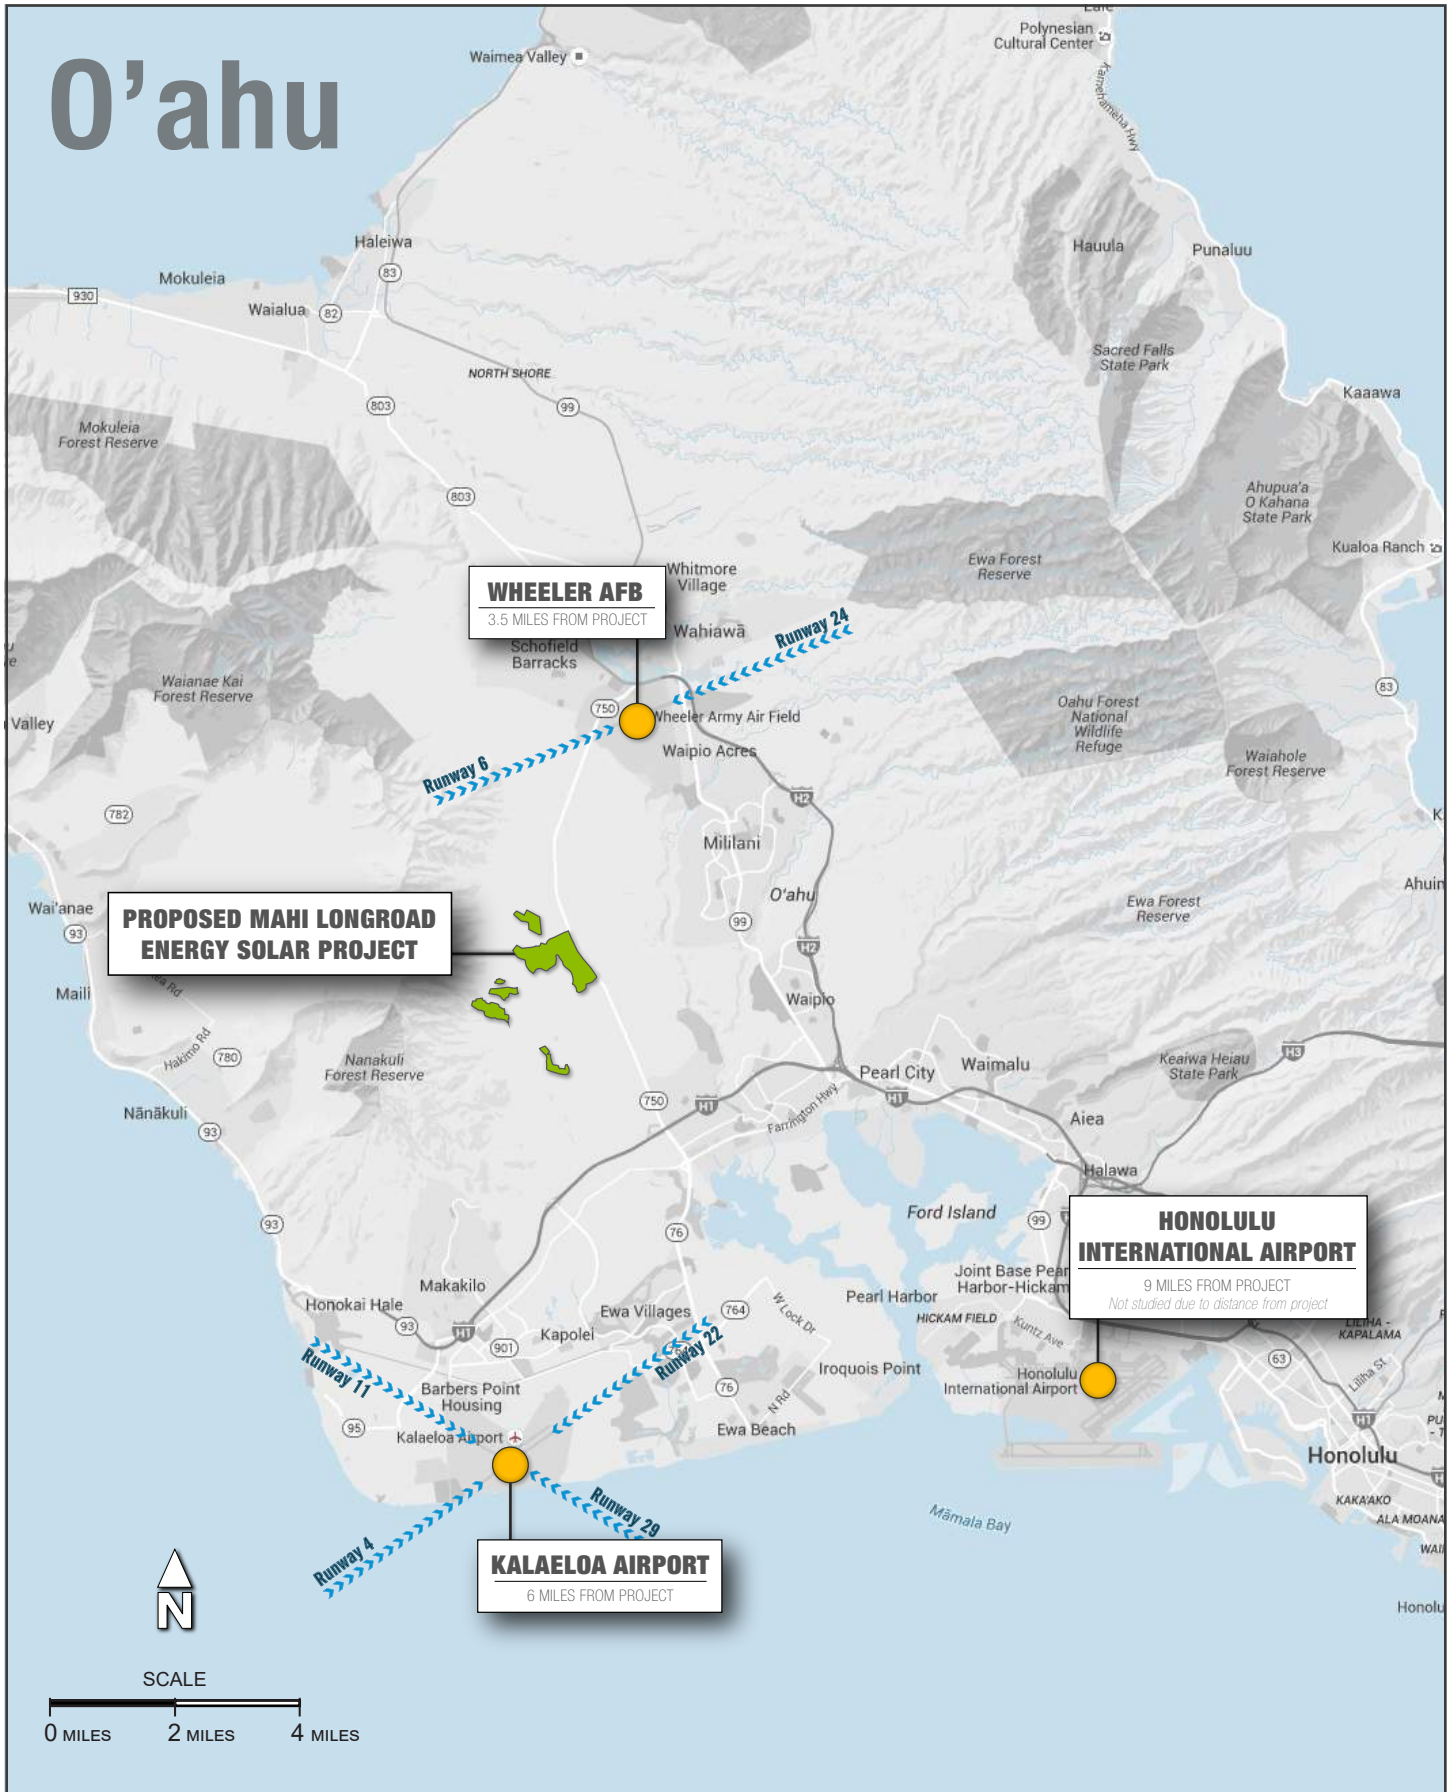 O'ahu
Waimea Valley
Polynesian
Cultural Center
Kamehameha Hwy
Haleiwa
Mokuleia
930
83
Waialua
82
Hauula
Punaluu
NORTH SHORE
Sacred Falls
State Park
Kaaawa
803
99
Mokuleia
Forest Reserve
803
Ahupua'a
O Kahana
State Park
Kualoa Ranch
Ewa Forest
Reserve
WHEELER AFB
3.5 MILES FROM PROJECT
Whitmore
Village
Wahiawā
Runway 24
Schofield
Barracks
Waianae Kai
Forest Reserve
83
750
Wheeler Army Air Field
Oahu Forest
National
Wildlife
Refuge
Valley
Waipio Acres
Waiahole
Forest Reserve
Runway 6
H2
782
Mililani
O'ahu
Ahuin
Wai'anae
93
PROPOSED MAHI LONGROAD
ENERGY SOLAR PROJECT
99
H2
Ewa Forest
Reserve
Maili
ea Rd
Waipio
Hakimo Rd
780
Nanakuli
Forest Reserve
Pearl City
Waimalu
Keaiwa Heiau
State Park
H3
Nānākuli
93
750
H1
Farrington Hwy
H1
Aiea
Halawa
93
76
Ford Island
99
HONOLULU
INTERNATIONAL AIRPORT
9 MILES FROM PROJECT
Not studied due to distance from project
Makakilo
Honokai Hale
93
H1
Ewa Villages
764
W Lock Dr
Pearl Harbor
Joint Base Pear
Harbor-Hickam
HICKAM FIELD
Kuntz Ave
LILIHA -
KAPALAMA
901
Kapolei
Runway 22
Runway 11
Iroquois Point
Honolulu
International Airport
63
Liliha St
Barbers Point
Housing
76
N Rd
95
Kalaeloa Airport
Ewa Beach
H1
Honolulu
Runway 29
Māmala Bay
KAKA'AKO
ALA MOANA
WAI
Runway 4
KALAELOA AIRPORT
6 MILES FROM PROJECT
Honolu
N
SCALE
0 MILES
2 MILES
4 MILES